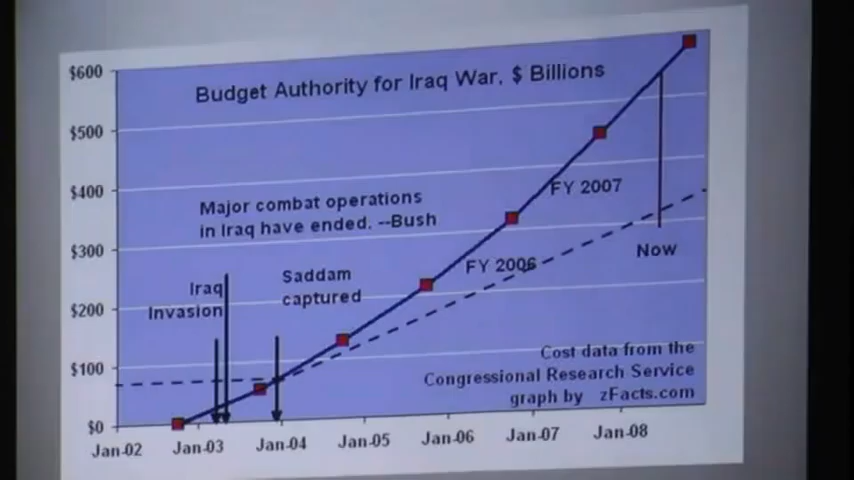 Budget Authority for Iraq War, $ Billions
$600
$500
$400
$300
$200
$100
$0
Major combat operations
in Iraq have ended. --Bush
FY 2007
FY 2006
Now
Iraq
Invasion
Saddam
captured
Cost data from the
Congressional Research Service
graph by zFacts.com
Jan-02 Jan-03 Jan-04 Jan-05 Jan-06 Jan-07 Jan-08